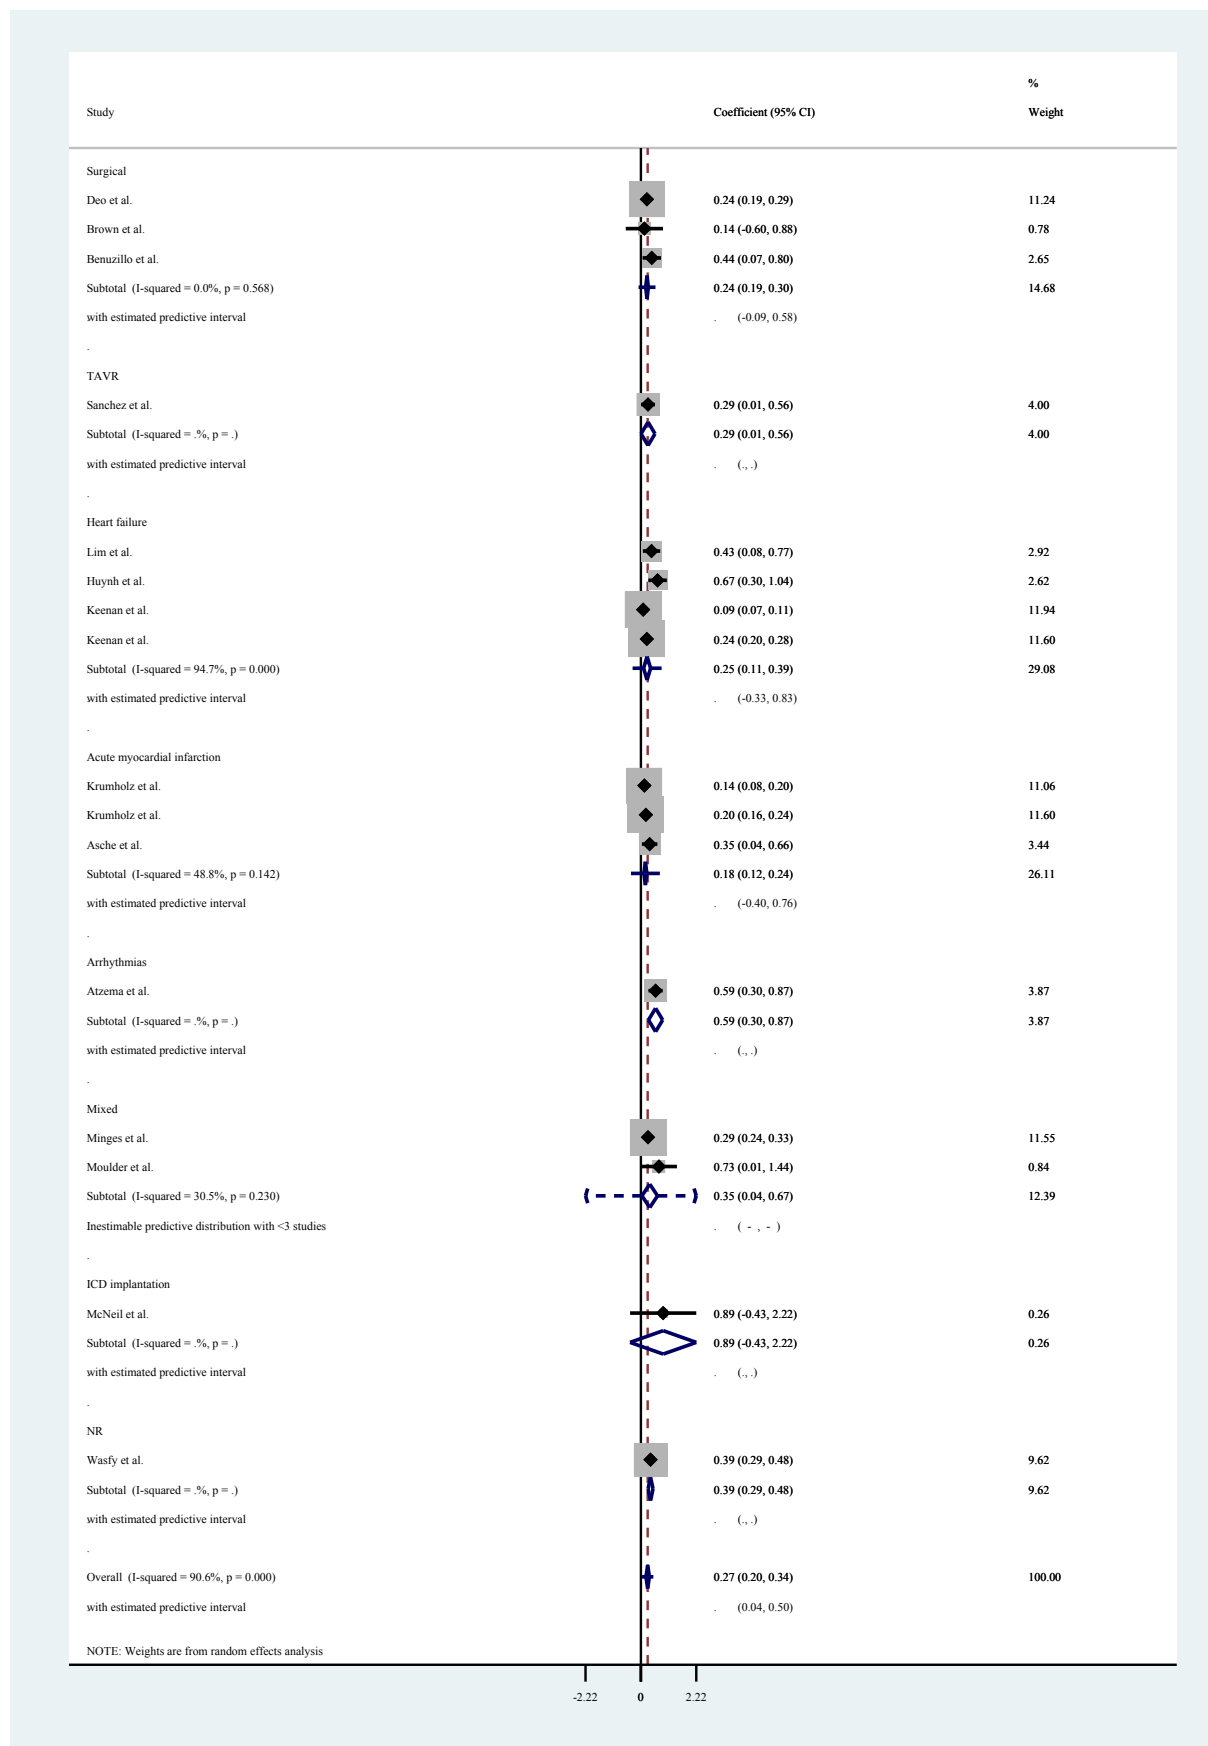 %
Study Coefficient (95% CI) Weight
Surgical
Deo et al. 0.24 (0.19, 0.29) 11.24
Brown et al. 0.14 (-0.60, 0.88) 0.78
Benuzillo et al. 0.44 (0.07, 0.80) 2.65
Subtotal (I-squared = 0.0%, p = 0.568) 0.24 (0.19, 0.30) 14.68
with estimated predictive interval . (-0.09, 0.58)
.
TAVR
Sanchez et al. 0.29 (0.01, 0.56) 4.00
Subtotal (I-squared = .%, p = .) 0.29 (0.01, 0.56) 4.00
with estimated predictive interval . (., .)
.
Heart failure
Lim et al. 0.43 (0.08, 0.77) 2.92
Huynh et al. 0.67 (0.30, 1.04) 2.62
Keenan et al. 0.09 (0.07, 0.11) 11.94
Keenan et al. 0.24 (0.20, 0.28) 11.60
Subtotal (I-squared = 94.7%, p = 0.000) 0.25 (0.11, 0.39) 29.08
with estimated predictive interval . (-0.33, 0.83)
.
Acute myocardial infarction
Krumholz et al. 0.14 (0.08, 0.20) 11.06
Krumholz et al. 0.20 (0.16, 0.24) 11.60
Asche et al. 0.35 (0.04, 0.66) 3.44
Subtotal (I-squared = 48.8%, p = 0.142) 0.18 (0.12, 0.24) 26.11
with estimated predictive interval . (-0.40, 0.76)
.
Arrhythmias
Atzema et al. 0.59 (0.30, 0.87) 3.87
Subtotal (I-squared = .%, p = .) 0.59 (0.30, 0.87) 3.87
with estimated predictive interval . (., .)
.
Mixed
Minges et al. 0.29 (0.24, 0.33) 11.55
Moulder et al. 0.73 (0.01, 1.44) 0.84
Subtotal (I-squared = 30.5%, p = 0.230) 0.35 (0.04, 0.67) 12.39
Inestimable predictive distribution with <3 studies . ( - , - )
.
ICD implantation
McNeil et al. 0.89 (-0.43, 2.22) 0.26
Subtotal (I-squared = .%, p = .) 0.89 (-0.43, 2.22) 0.26
with estimated predictive interval . (., .)
.
NR
Wasfy et al. 0.39 (0.29, 0.48) 9.62
Subtotal (I-squared = .%, p = .) 0.39 (0.29, 0.48) 9.62
with estimated predictive interval . (., .)
.
Overall (I-squared = 90.6%, p = 0.000) 0.27 (0.20, 0.34) 100.00
with estimated predictive interval . (0.04, 0.50)
NOTE: Weights are from random effects analysis
-2.22 0 2.22